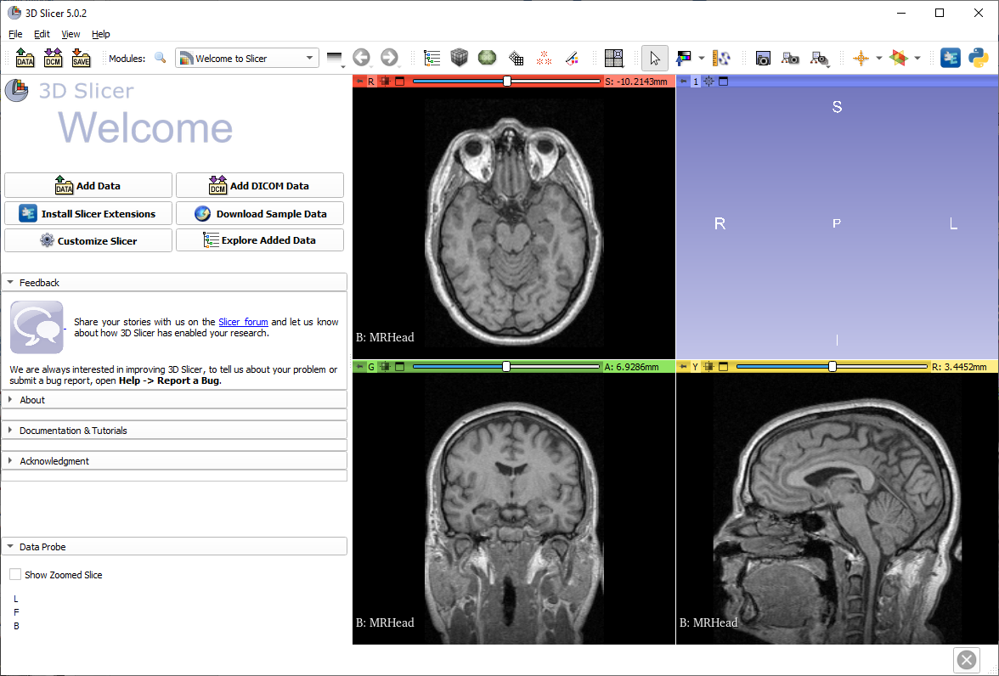 3D Slicer 5.0.2
File Edit View Help
DATA DCM SAVE Modules: Welcome to Slicer
3D Slicer
Welcome
DATA Add Data
DCM Add DICOM Data
Install Slicer Extensions
Download Sample Data
Customize Slicer
Explore Added Data
Feedback
Share your stories with us on the Slicer forum and let us know
about how 3D Slicer has enabled your research.
We are always interested in improving 3D Slicer, to tell us about your problem or
submit a bug report, open Help -> Report a Bug.
About
Documentation & Tutorials
Acknowledgment
Data Probe
Show Zoomed Slice
L
F
B
R S: -10.2143mm
B: MRHead
1
S
R P L
I
G A: 6.9286mm
B: MRHead
Y R: 3.4452mm
B: MRHead